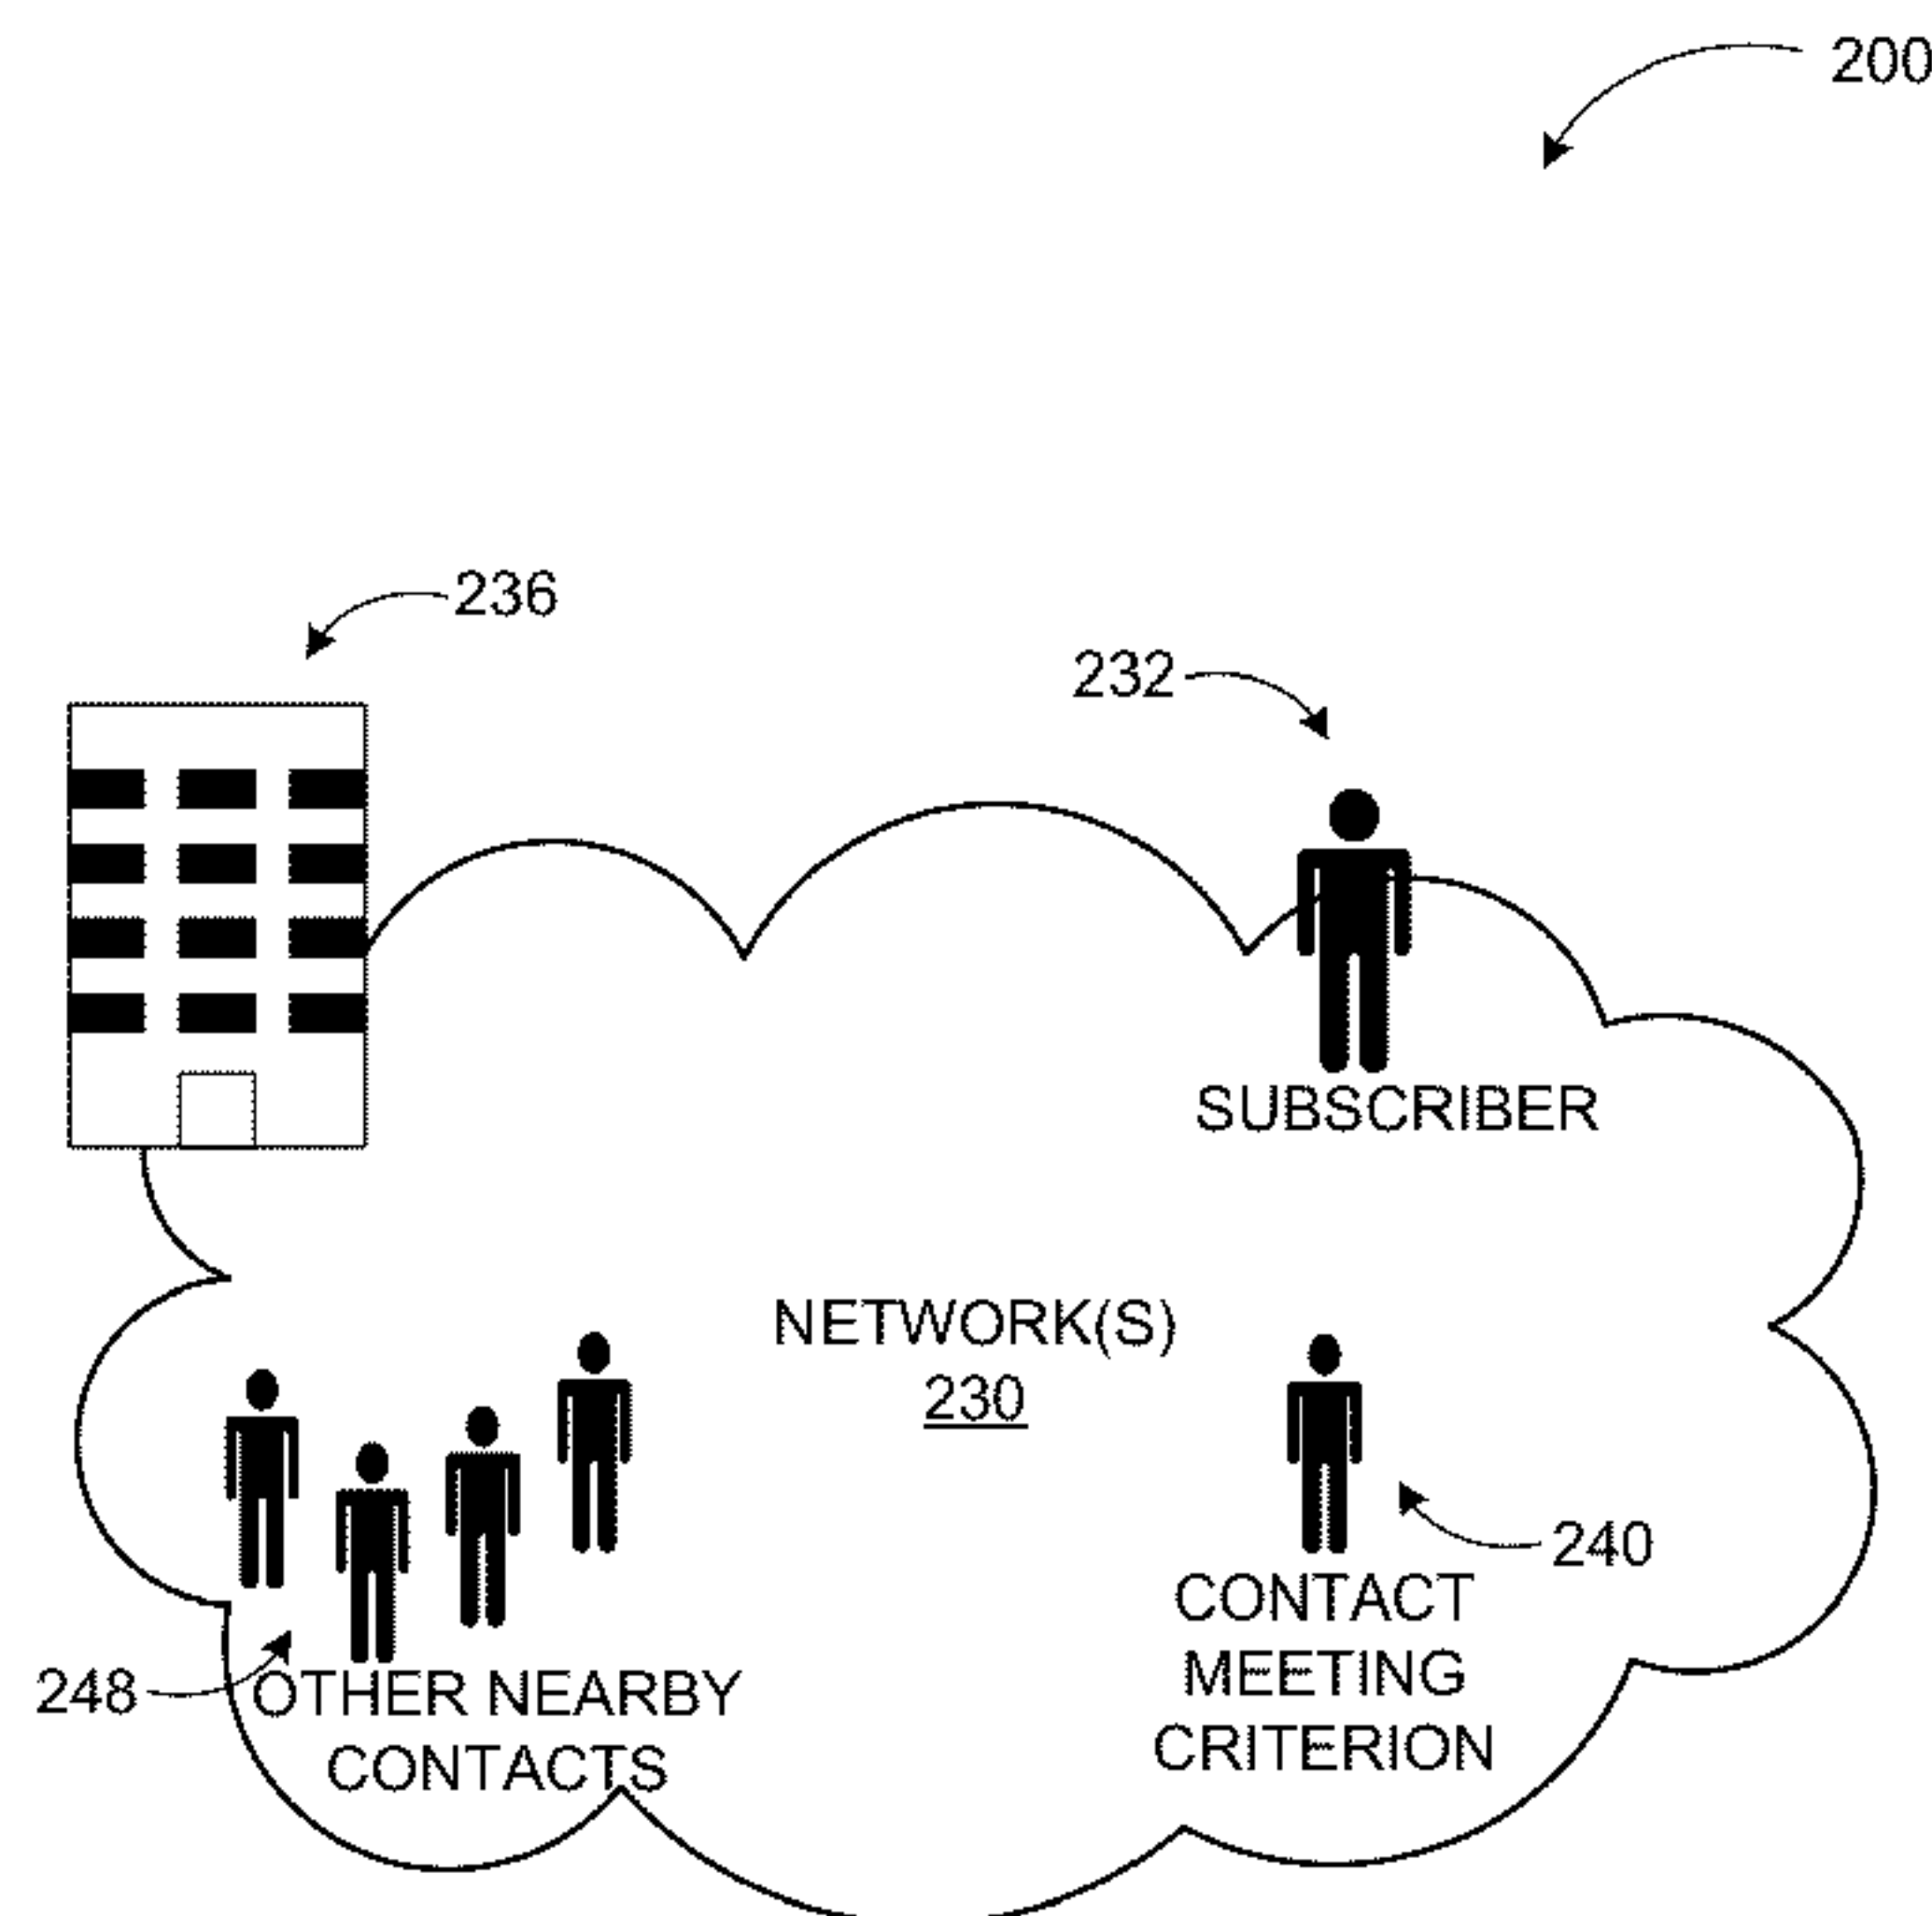 200
236
232
SUBSCRIBER
NETWORK(S)
230
240
CONTACT
MEETING
CRITERION
248
OTHER NEARBY
CONTACTS